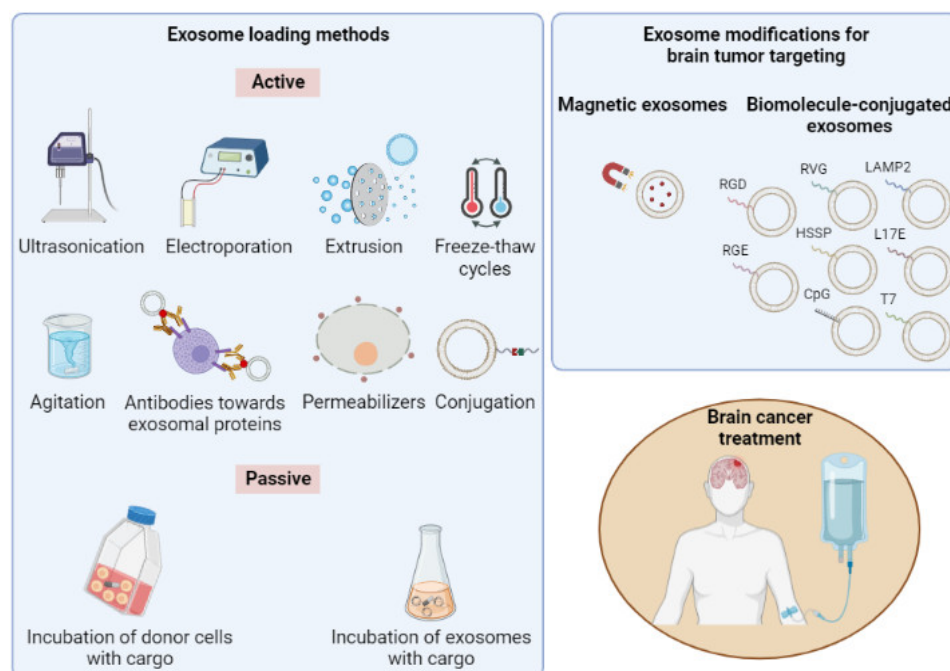 Exosome loading methods
Active
Ultrasonication
Electroporation
Extrusion
Freeze-thaw
cycles
Agitation
Antibodies towards
exosomal proteins
Permeabilizers
Conjugation
Passive
Incubation of donor cells
with cargo
Incubation of exosomes
with cargo
Exosome modifications for
brain tumor targeting
Magnetic exosomes
Biomolecule-conjugated
exosomes
RGD
RVG
LAMP2
RGE
HSSP
L17E
CpG
T7
Brain cancer
treatment